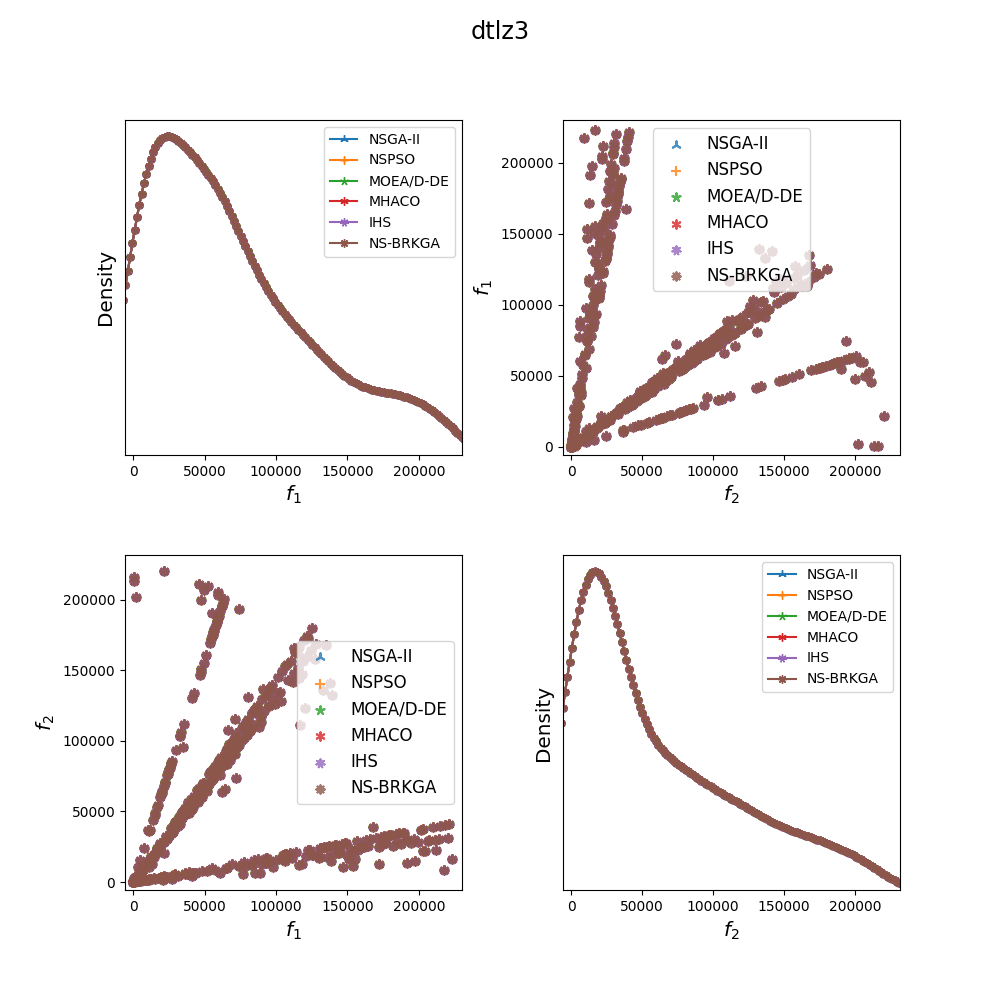 dtlz3
Density
NSGA-II
NSPSO
MOEA/D-DE
MHACO
IHS
NS-BRKGA
0 50000 100000 150000 200000
f1
f1
200000
150000
100000
50000
0
NSGA-II
NSPSO
MOEA/D-DE
MHACO
IHS
NS-BRKGA
0 50000 100000 150000 200000
f2
f2
200000
150000
100000
50000
0
NSGA-II
NSPSO
MOEA/D-DE
MHACO
IHS
NS-BRKGA
0 50000 100000 150000 200000
f1
Density
NSGA-II
NSPSO
MOEA/D-DE
MHACO
IHS
NS-BRKGA
0 50000 100000 150000 200000
f2